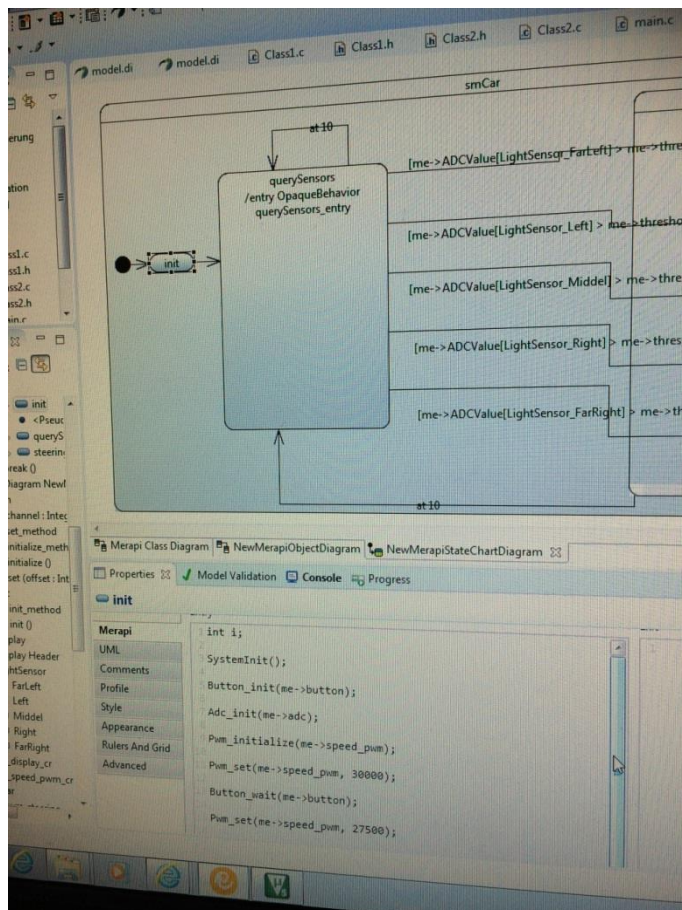 model.di
model.di
Class1.c
Class1.h
Class2.h
Class2.c
main.c
smCar
at 10
querySensors
/entry OpaqueBehavior
querySensors_entry
init
[me->ADCValue[LightSensor_FarLeft] > me->thre
[me->ADCValue[LightSensor_Left] > me->thresho
[me->ADCValue[LightSensor_Middel] > me->thre
[me->ADCValue[LightSensor_Right] > me->thres
[me->ADCValue[LightSensor_FarRight] > me->th
at 10
erung
ation
ss1.c
ss1.h
ss2.c
ss2.h
init
<Pseuc
queryS
steerin
reak ()
Diagram Newl
channel : Integ
set_method
nitialize_meth
nitialize ()
set (offset : Int
init_method
init ()
play
play Header
htSensor
FarLeft
Left
Middel
Right
FarRight
_display_cr
_speed_pwm_cr
Merapi Class Diagram
NewMerapiObjectDiagram
NewMerapiStateChartDiagram
Properties
Model Validation
Console
Progress
init
Merapi
UML
Comments
Profile
Style
Appearance
Rulers And Grid
Advanced
int i;
SystemInit();
Button_init(me->button);
Adc_init(me->adc);
Pwm_initialize(me->speed_pwm);
Pwm_set(me->speed_pwm, 30000);
Button_wait(me->button);
Pwm_set(me->speed_pwm, 27500);